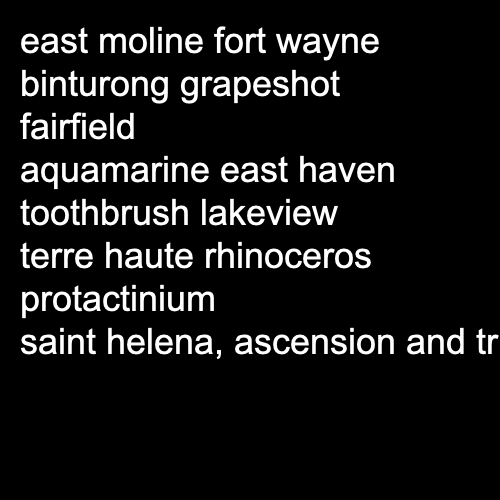 east moline fort wayne
binturong grapeshot
fairfield
aquamarine east haven
toothbrush lakeview
terre haute rhinoceros
protactinium
saint helena, ascension and tr